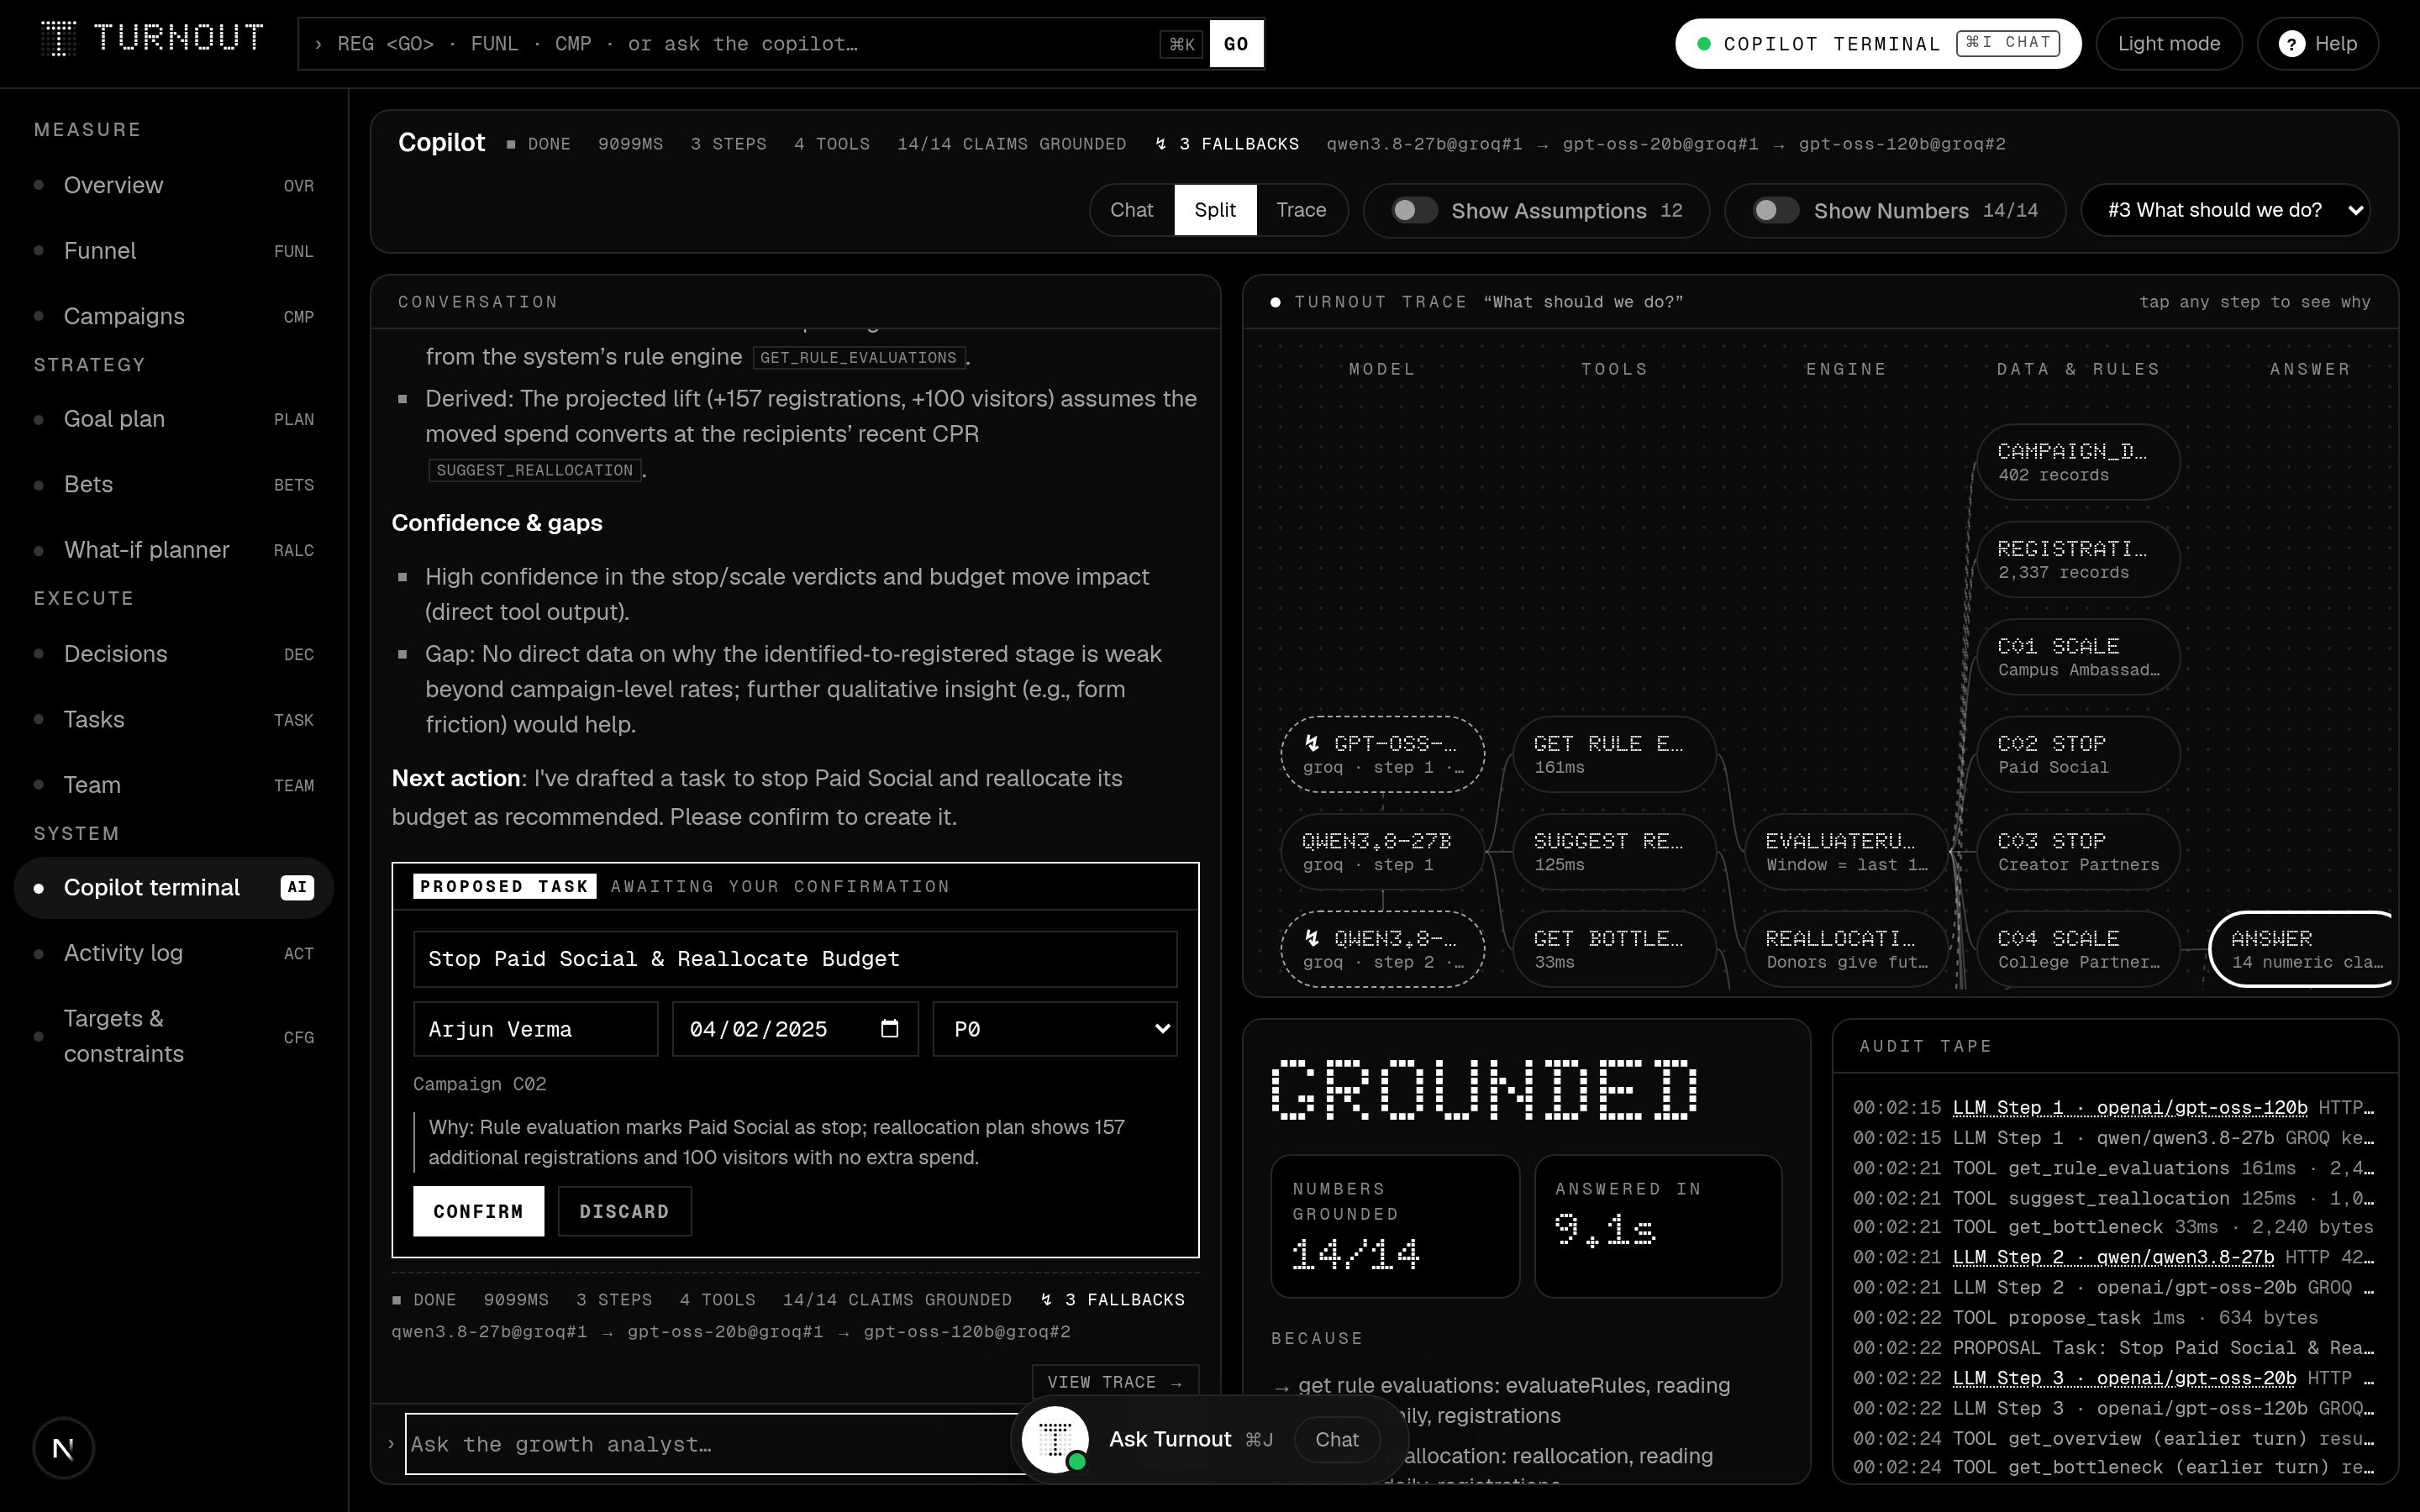 TURNOUT
› REG <GO> · FUNL · CMP · or ask the copilot…
⌘K
GO
COPILOT TERMINAL ⌘I CHAT
Light mode
? Help
MEASURE
Overview OVR
Funnel FUNL
Campaigns CMP
STRATEGY
Goal plan PLAN
Bets BETS
What-if planner RALC
EXECUTE
Decisions DEC
Tasks TASK
Team TEAM
SYSTEM
Copilot terminal AI
Activity log ACT
Targets &
constraints CFG
N
Copilot ■ DONE 9099MS 3 STEPS 4 TOOLS 14/14 CLAIMS GROUNDED ↯ 3 FALLBACKS qwen3.8-27b@groq#1 → gpt-oss-20b@groq#1 → gpt-oss-120b@groq#2
Chat Split Trace
Show Assumptions 12
Show Numbers 14/14
#3 What should we do?
CONVERSATION
from the system’s rule engine GET_RULE_EVALUATIONS.
■ Derived: The projected lift (+157 registrations, +100 visitors) assumes the
moved spend converts at the recipients’ recent CPR
SUGGEST_REALLOCATION.
Confidence & gaps
■ High confidence in the stop/scale verdicts and budget move impact
(direct tool output).
■ Gap: No direct data on why the identified-to-registered stage is weak
beyond campaign-level rates; further qualitative insight (e.g., form
friction) would help.
Next action: I've drafted a task to stop Paid Social and reallocate its
budget as recommended. Please confirm to create it.
PROPOSED TASK AWAITING YOUR CONFIRMATION
Stop Paid Social & Reallocate Budget
Arjun Verma
04/02/2025
P0
Campaign C02
Why: Rule evaluation marks Paid Social as stop; reallocation plan shows 157
additional registrations and 100 visitors with no extra spend.
CONFIRM
DISCARD
■ DONE 9099MS 3 STEPS 4 TOOLS 14/14 CLAIMS GROUNDED ↯ 3 FALLBACKS
qwen3.8-27b@groq#1 → gpt-oss-20b@groq#1 → gpt-oss-120b@groq#2
VIEW TRACE →
› Ask the growth analyst…
Ask Turnout ⌘J Chat
TURNOUT TRACE “What should we do?”
tap any step to see why
MODEL
TOOLS
ENGINE
DATA & RULES
ANSWER
CAMPAIGN_D…
402 records
REGISTRATI…
2,337 records
C01 SCALE
Campus Ambassad…
↯ GPT-OSS-…
groq · step 1 ·…
GET RULE E…
161ms
C02 STOP
Paid Social
QWEN3.8-27B
groq · step 1
SUGGEST RE…
125ms
EVALUATERU…
Window = last 1…
C03 STOP
Creator Partners
↯ QWEN3.8-…
groq · step 2 ·…
GET BOTTLE…
33ms
REALLOCATI…
Donors give fut…
C04 SCALE
College Partner…
ANSWER
14 numeric cla…
GROUNDED
NUMBERS
GROUNDED
14/14
ANSWERED IN
9.1s
BECAUSE
→ get rule evaluations: evaluateRules, reading
daily, registrations
reallocation: reallocation, reading
AUDIT TAPE
00:02:15 LLM Step 1 · openai/gpt-oss-120b HTTP…
00:02:15 LLM Step 1 · qwen/qwen3.8-27b GROQ ke…
00:02:21 TOOL get_rule_evaluations 161ms · 2,4…
00:02:21 TOOL suggest_reallocation 125ms · 1,0…
00:02:21 TOOL get_bottleneck 33ms · 2,240 bytes
00:02:21 LLM Step 2 · qwen/qwen3.8-27b HTTP 42…
00:02:21 LLM Step 2 · openai/gpt-oss-20b GROQ …
00:02:22 TOOL propose_task 1ms · 634 bytes
00:02:22 PROPOSAL Task: Stop Paid Social & Rea…
00:02:22 LLM Step 3 · openai/gpt-oss-20b HTTP …
00:02:22 LLM Step 3 · openai/gpt-oss-120b GROQ…
00:02:24 TOOL get_overview (earlier turn) resu…
00:02:24 TOOL get_bottleneck (earlier turn) re…